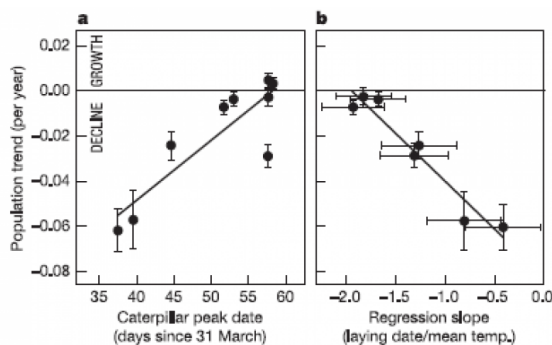 a
b
Population trend (per year)
DECLINE GROWTH
0.02
0.00
−0.02
−0.04
−0.06
−0.08
35 40 45 50 55 60
−2.0 −1.5 −1.0 −0.5 0.0
Caterpillar peak date
(days since 31 March)
Regression slope
(laying date/mean temp.)